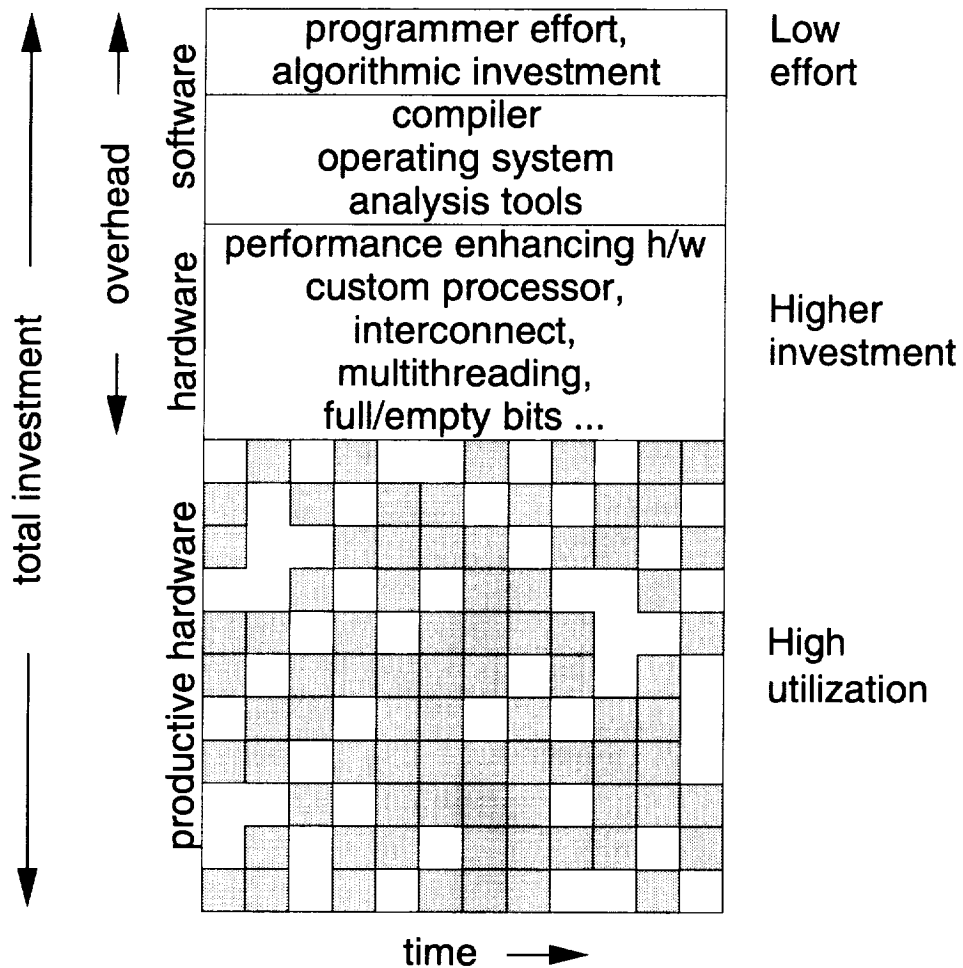 total investment
overhead
software
hardware
productive hardware
programmer effort,
algorithmic investment
compiler
operating system
analysis tools
performance enhancing h/w
custom processor,
interconnect,
multithreading,
full/empty bits ...
Low
effort
Higher
investment
High
utilization
time